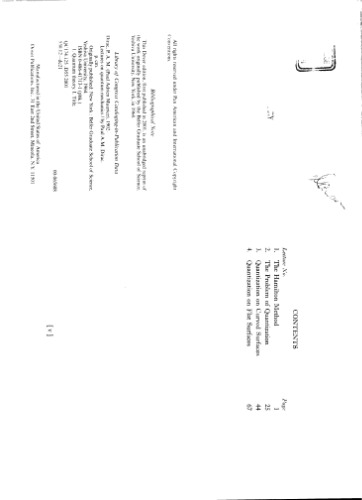 All rights reserved under Pan American and International Copyright
Conventions
Bibliographical Note
This Dover edition, first published in 2001, is an unabridged reprint of
the work originally published by the Belfer Graduate School of Science,
Yeshiva University, New York, in 1964.
Library of Congress Cataloging-in-Publication Data
Dirac, P. A. M. (Paul Adrien Maurice), 1902–
Lectures on quantum mechanics / by Paul A.M. Dirac.
p. cm.
Originally published: New York : Belfer Graduate School of Science,
Yeshiva University, 1964.
ISBN 0-486-41713-1 (pbk.)
1. Quantum theory. I. Title.
QC174.125 .D55 2001
530.12—dc21
Manufactured in the United States of America
Dover Publications, Inc., 31 East 2nd Street, Mineola, N.Y. 11501
CONTENTS
Lecture No. Page
1. The Hamilton Method 1
2. The Problem of Quantization 25
3. Quantization on Curved Surfaces 44
4. Quantization on Flat Surfaces 67
[v]